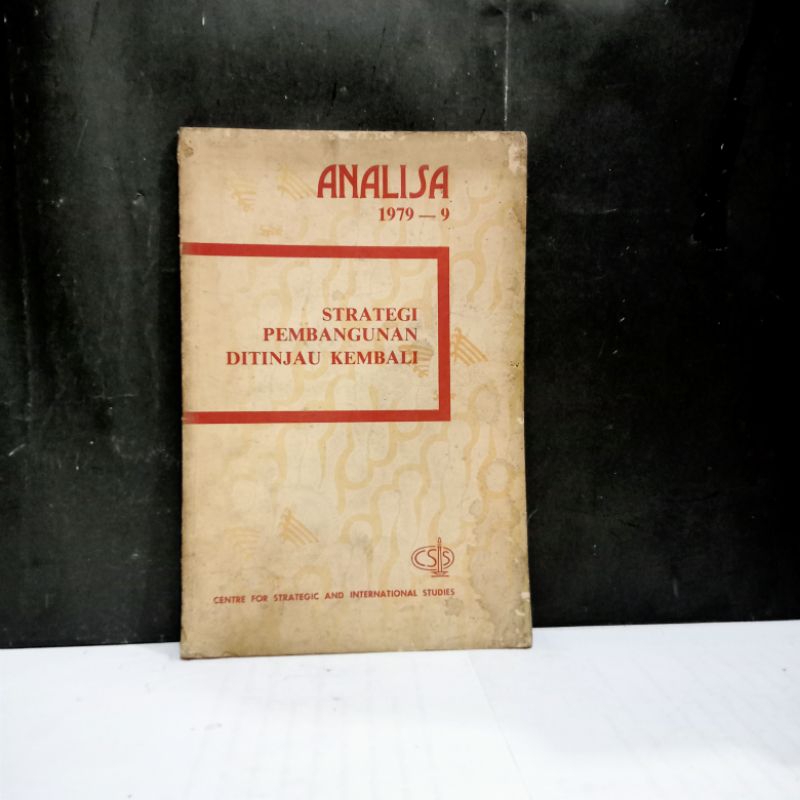 ANALISA
1979 — 9
STRATEGI
PEMBANGUNAN
DITINJAU KEMBALI
CSIS
CENTRE FOR STRATEGIC AND INTERNATIONAL STUDIES